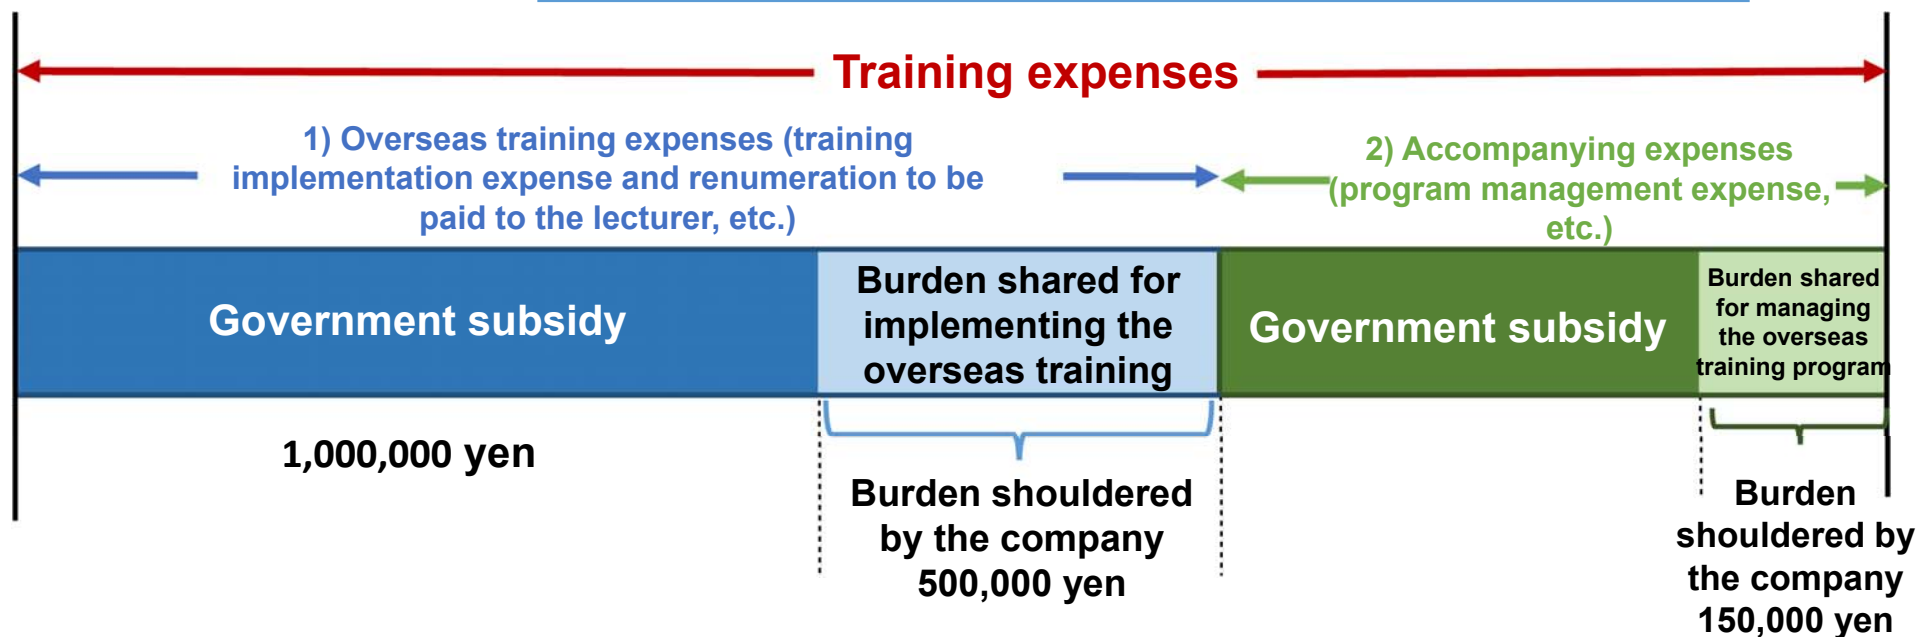 Training expenses
1) Overseas training expenses (training
implementation expense and renumeration to be
paid to the lecturer, etc.)
2) Accompanying expenses
(program management expense,
etc.)
Government subsidy
Burden shared for
implementing the
overseas training
Government subsidy
Burden shared
for managing
the overseas
training program
1,000,000 yen
Burden shouldered
by the company
500,000 yen
Burden
shouldered by
the company
150,000 yen